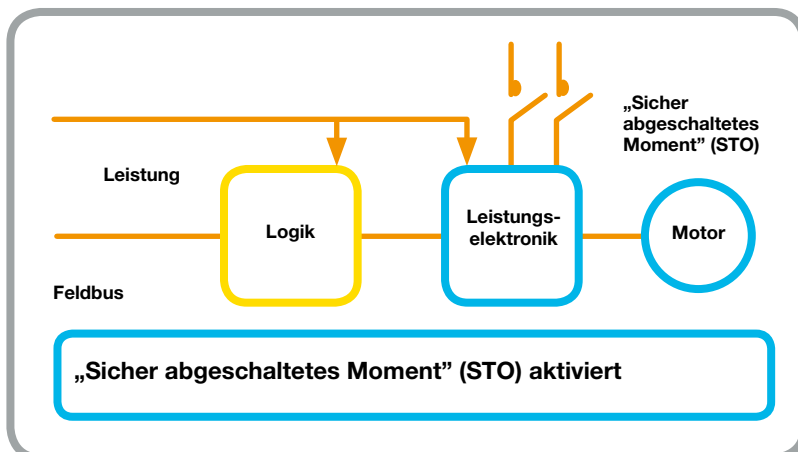 „Sicher
abgeschaltetes
Moment” (STO)
Leistung
Logik
Leistungs-
elektronik
Motor
Feldbus
„Sicher abgeschaltetes Moment” (STO) aktiviert